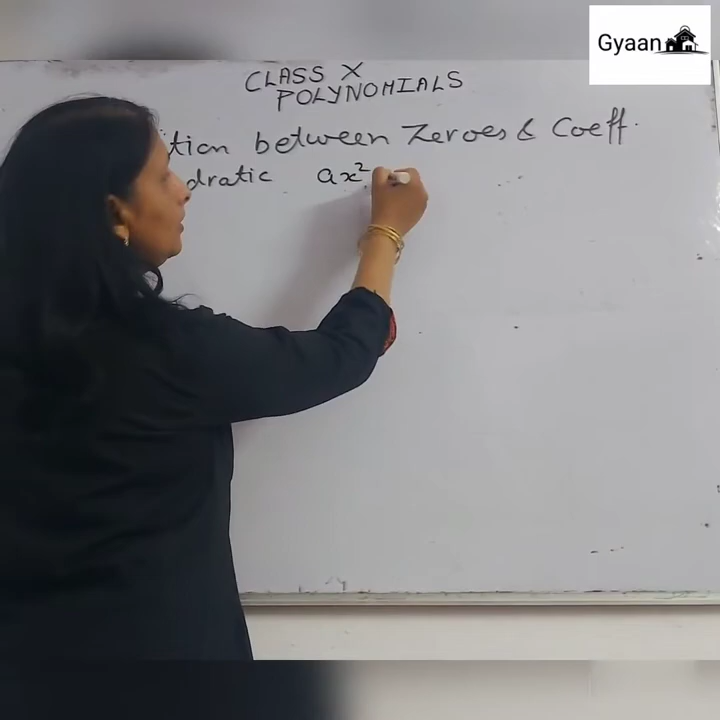 Gyaan
CLASS X
POLYNOMIALS
tion between Zeroes & Coeff.
dratic ax²